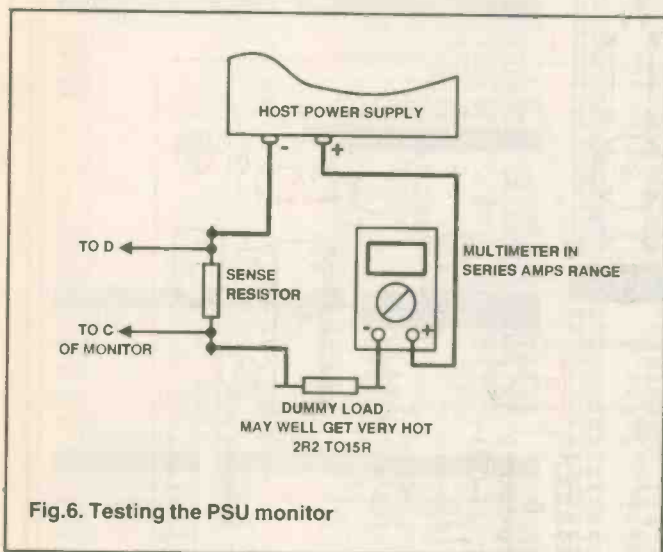 HOST POWER SUPPLY
- +
TO D
SENSE
RESISTOR
TO C
OF MONITOR
MULTIMETER IN
SERIES AMPS RANGE
- +
DUMMY LOAD
MAY WELL GET VERY HOT
2R2 TO15R
Fig.6. Testing the PSU monitor